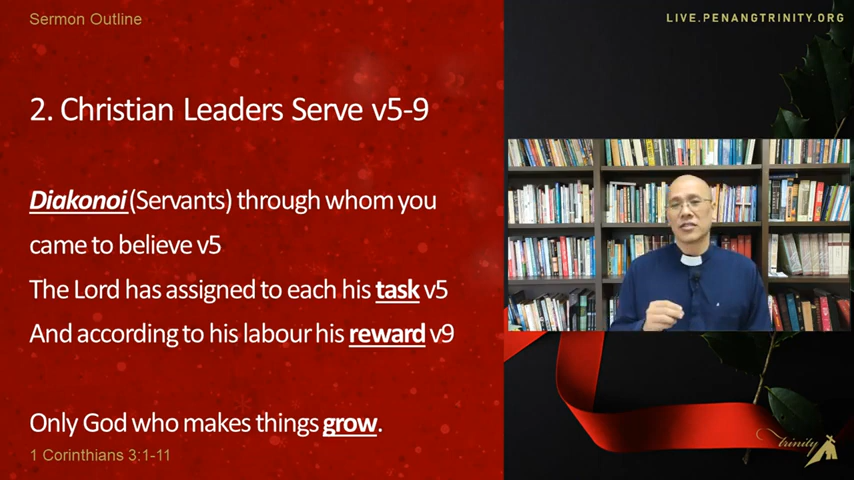 Sermon Outline
LIVE.PENANGTRINITY.ORG
2. Christian Leaders Serve v5-9
Diakonoi (Servants) through whom you
came to believe v5
The Lord has assigned to each his task v5
And according to his labour his reward v9
Only God who makes things grow.
1 Corinthians 3:1-11
Trinity